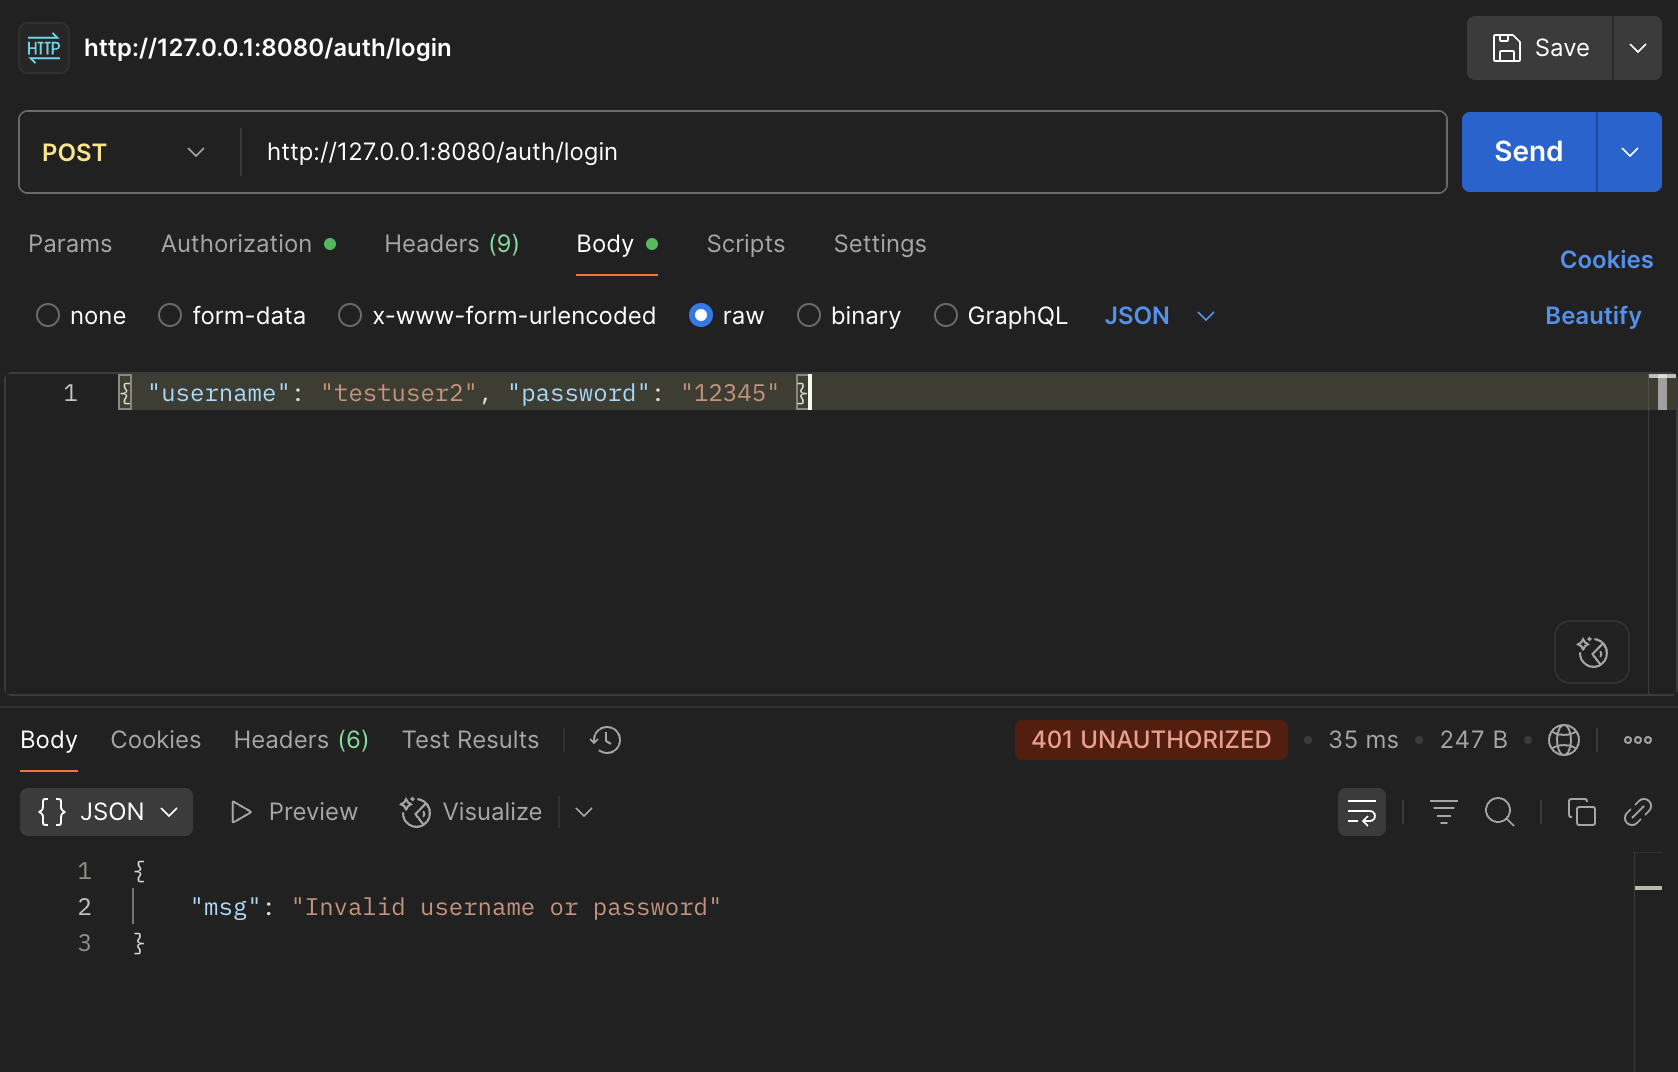 HTTP http://127.0.0.1:8080/auth/login Save
POST http://127.0.0.1:8080/auth/login Send
Params Authorization Headers (9) Body Scripts Settings Cookies
none form-data x-www-form-urlencoded raw binary GraphQL JSON Beautify
1 { "username": "testuser2", "password": "12345" }
Body Cookies Headers (6) Test Results 401 UNAUTHORIZED 35 ms 247 B
{} JSON Preview Visualize
1 {
2 "msg": "Invalid username or password"
3 }